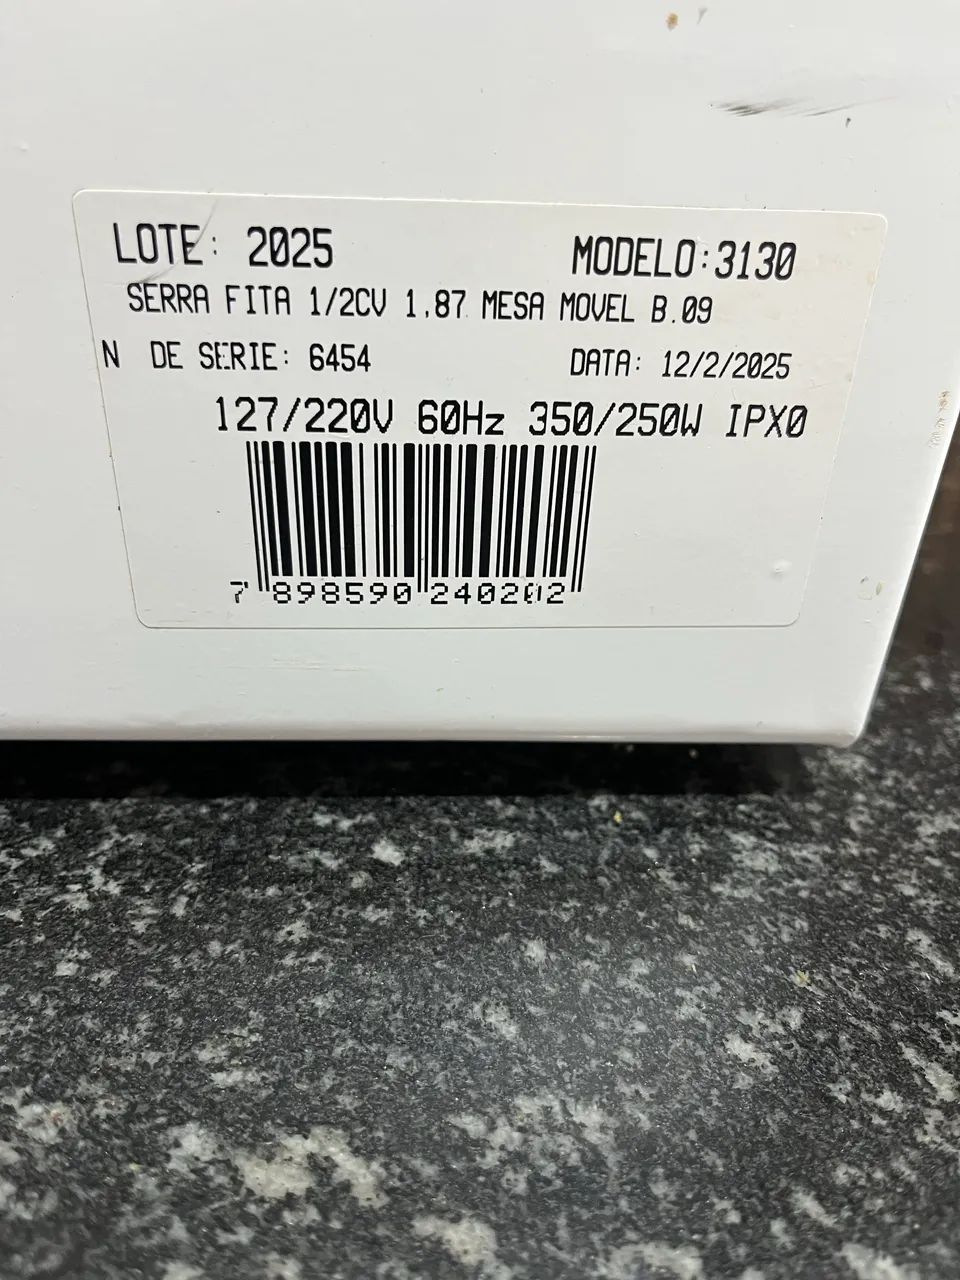 LOTE: 2025 MODELO:3130
SERRA FITA 1/2CV 1.87 MESA MOVEL B.09
N DE SERIE: 6454 DATA: 12/2/2025
127/220V 60Hz 350/250W IPX0
7 898590 240202